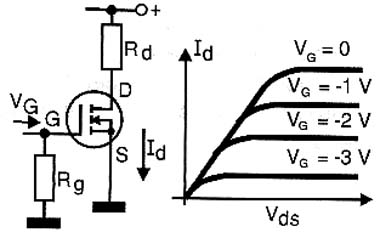 +
Rd
D
VG
G
S
Id
Rg
Id
VG = 0
VG = -1 V
VG = -2 V
VG = -3 V
Vds